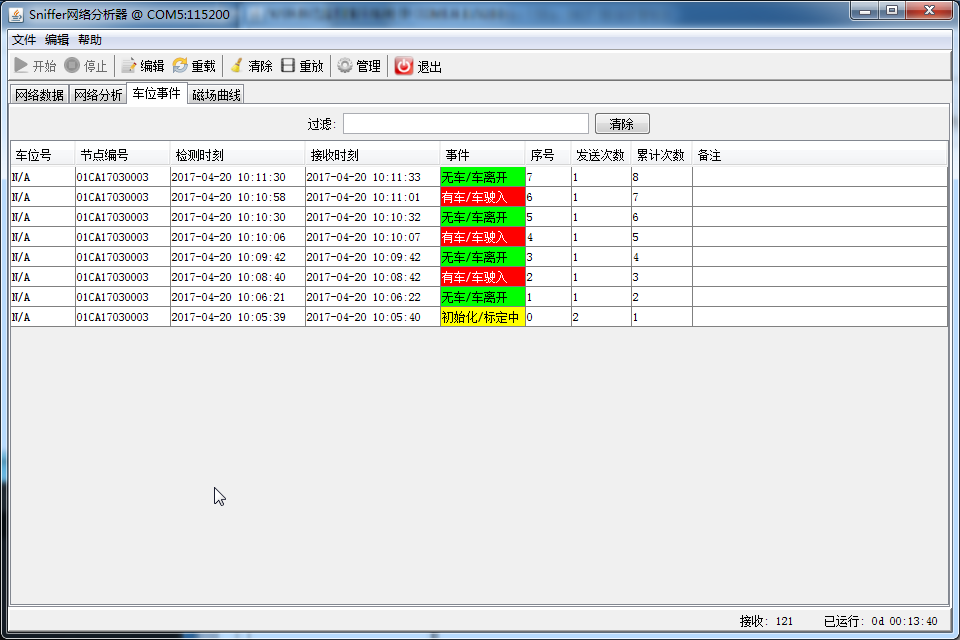 Sniffer网络分析器 @ COM5:115200
文件 编辑 帮助
开始 停止 编辑 重载 清除 重放 管理 退出
网络数据 网络分析 车位事件 磁场曲线
过滤: 清除
车位号 节点编号 检测时刻 接收时刻 事件 序号 发送次数 累计次数 备注
N/A 01CA17030003 2017-04-20 10:11:30 2017-04-20 10:11:33 无车/车离开 7 1 8
N/A 01CA17030003 2017-04-20 10:10:58 2017-04-20 10:11:01 有车/车驶入 6 1 7
N/A 01CA17030003 2017-04-20 10:10:30 2017-04-20 10:10:32 无车/车离开 5 1 6
N/A 01CA17030003 2017-04-20 10:10:06 2017-04-20 10:10:07 有车/车驶入 4 1 5
N/A 01CA17030003 2017-04-20 10:09:42 2017-04-20 10:09:42 无车/车离开 3 1 4
N/A 01CA17030003 2017-04-20 10:08:40 2017-04-20 10:08:42 有车/车驶入 2 1 3
N/A 01CA17030003 2017-04-20 10:06:21 2017-04-20 10:06:22 无车/车离开 1 1 2
N/A 01CA17030003 2017-04-20 10:05:39 2017-04-20 10:05:40 初始化/标定中 0 2 1
接收: 121 已运行: 0d 00:13:40